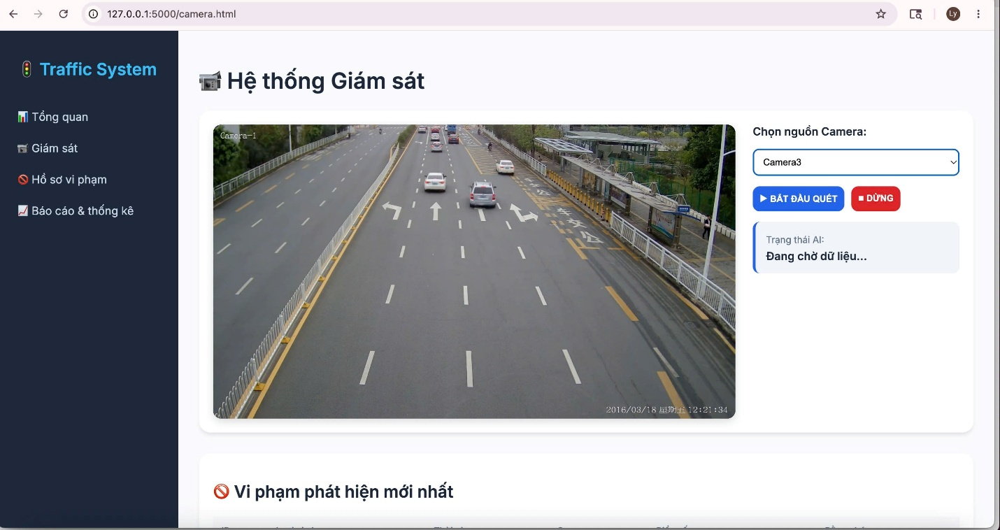 127.0.0.1:5000/camera.html
Ly
Traffic System
Tổng quan
Giám sát
Hồ sơ vi phạm
Báo cáo & thống kê
Hệ thống Giám sát
Camera-1
2016/03/18 星期五 12:21:34
Chọn nguồn Camera:
Camera3
BẮT ĐẦU QUÉT
DỪNG
Trạng thái AI:
Đang chờ dữ liệu...
Vi phạm phát hiện mới nhất